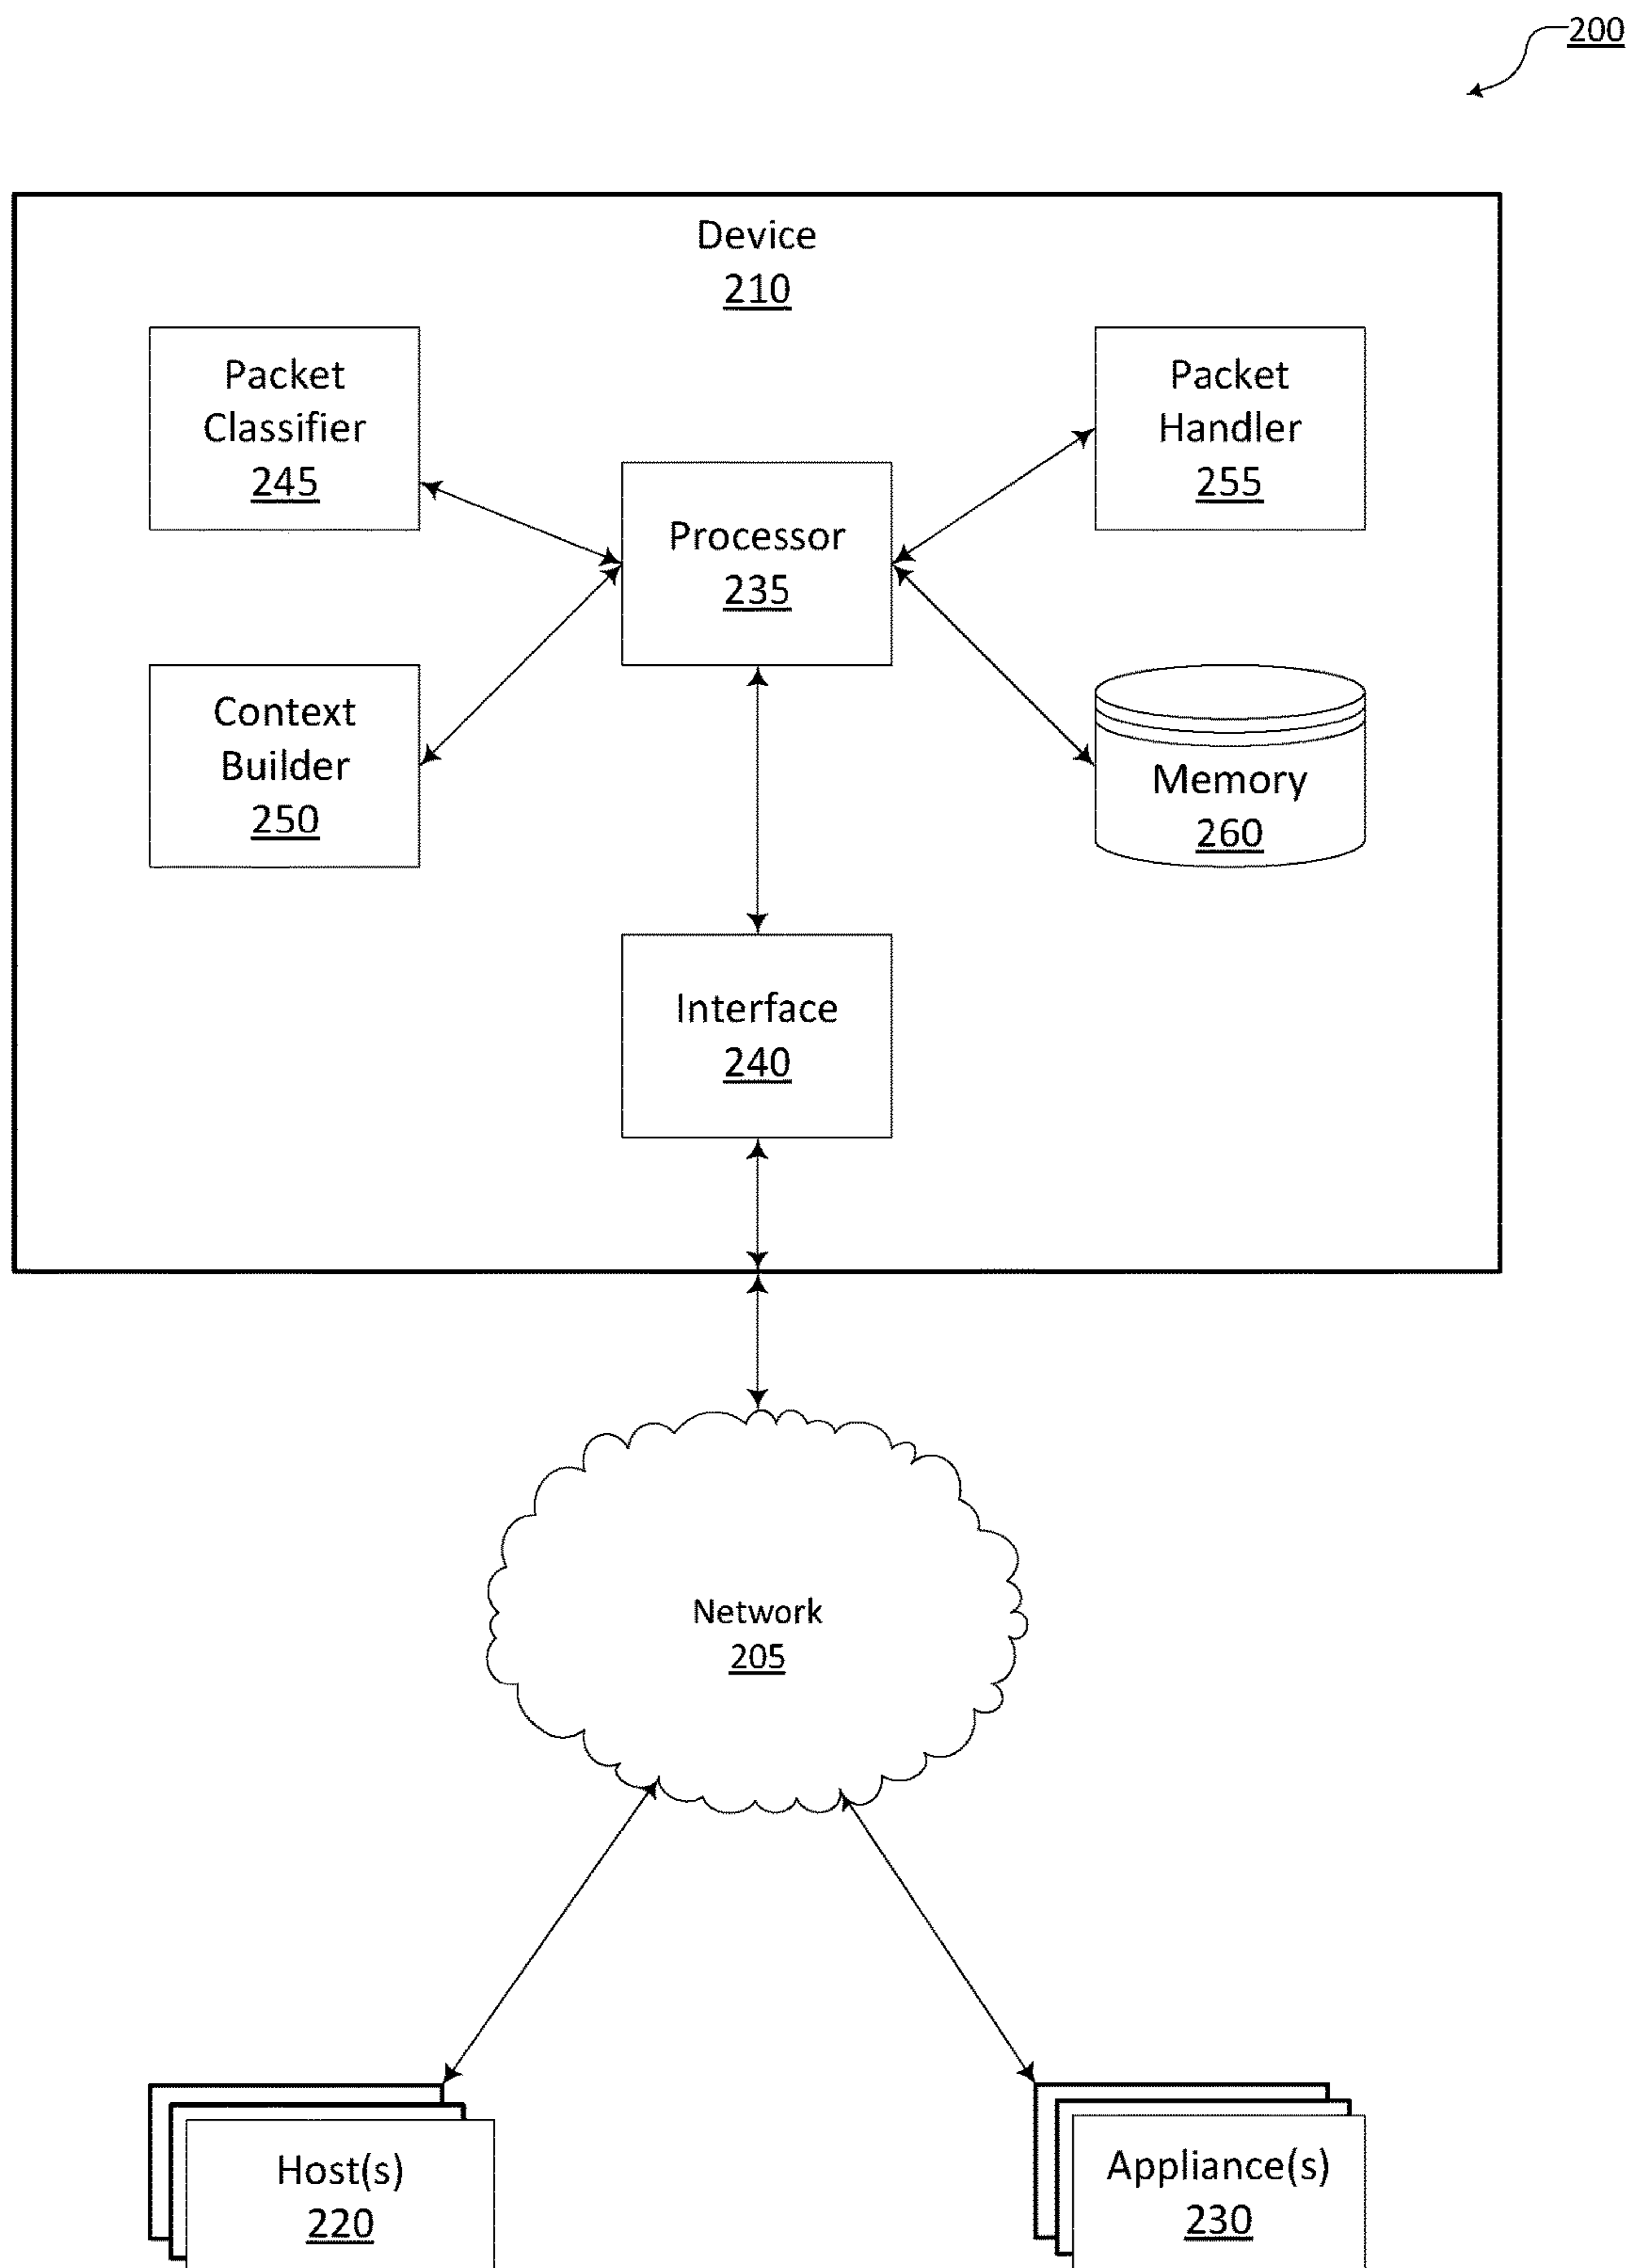 200
Device
210
Packet
Classifier
245
Packet
Handler
255
Processor
235
Context
Builder
250
Memory
260
Interface
240
Network
205
Host(s)
220
Appliance(s)
230